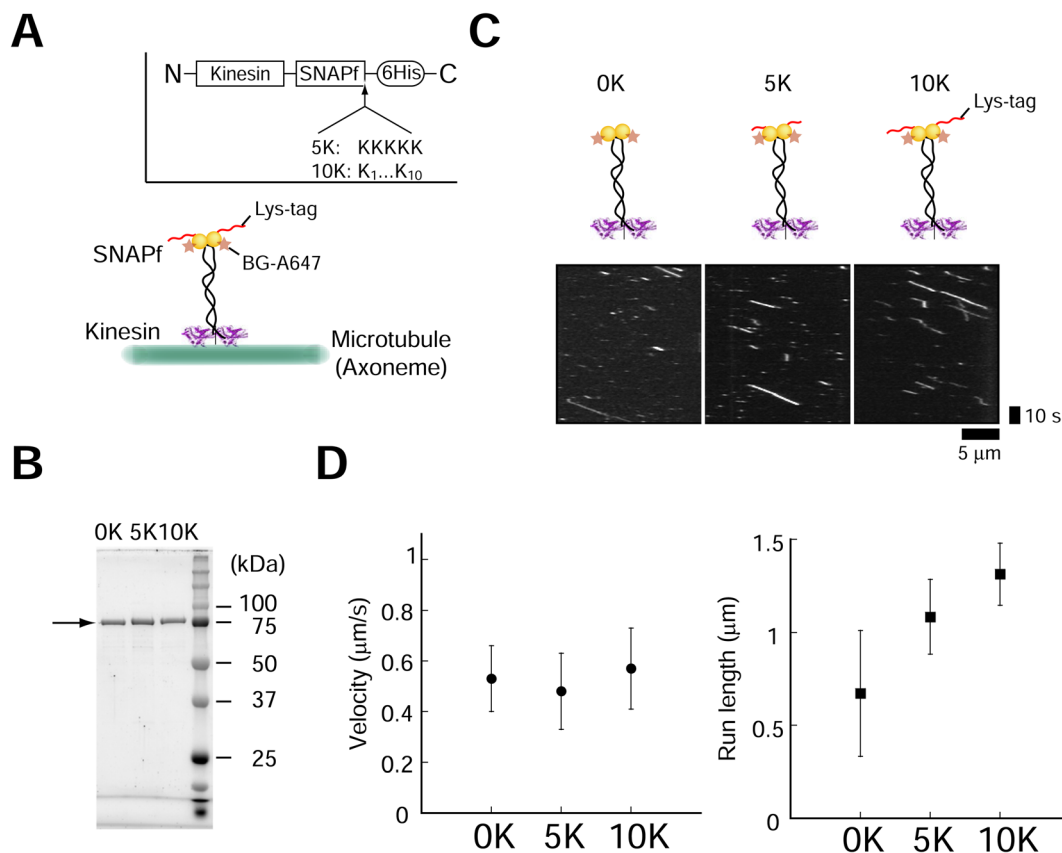 A
N Kinesin SNAPf 6His C
5K: KKKKK
10K: K₁...K₁₀
Lys-tag
SNAPf
BG-A647
Kinesin
Microtubule
(Axoneme)
B
0K 5K 10K
(kDa)
100
75
50
37
25
C
0K 5K 10K
Lys-tag
10 s
5 μm
D
Velocity (μm/s)
1
0.8
0.6
0.4
0.2
0
0K 5K 10K
Run length (μm)
1.5
1
0.5
0
0K 5K 10K